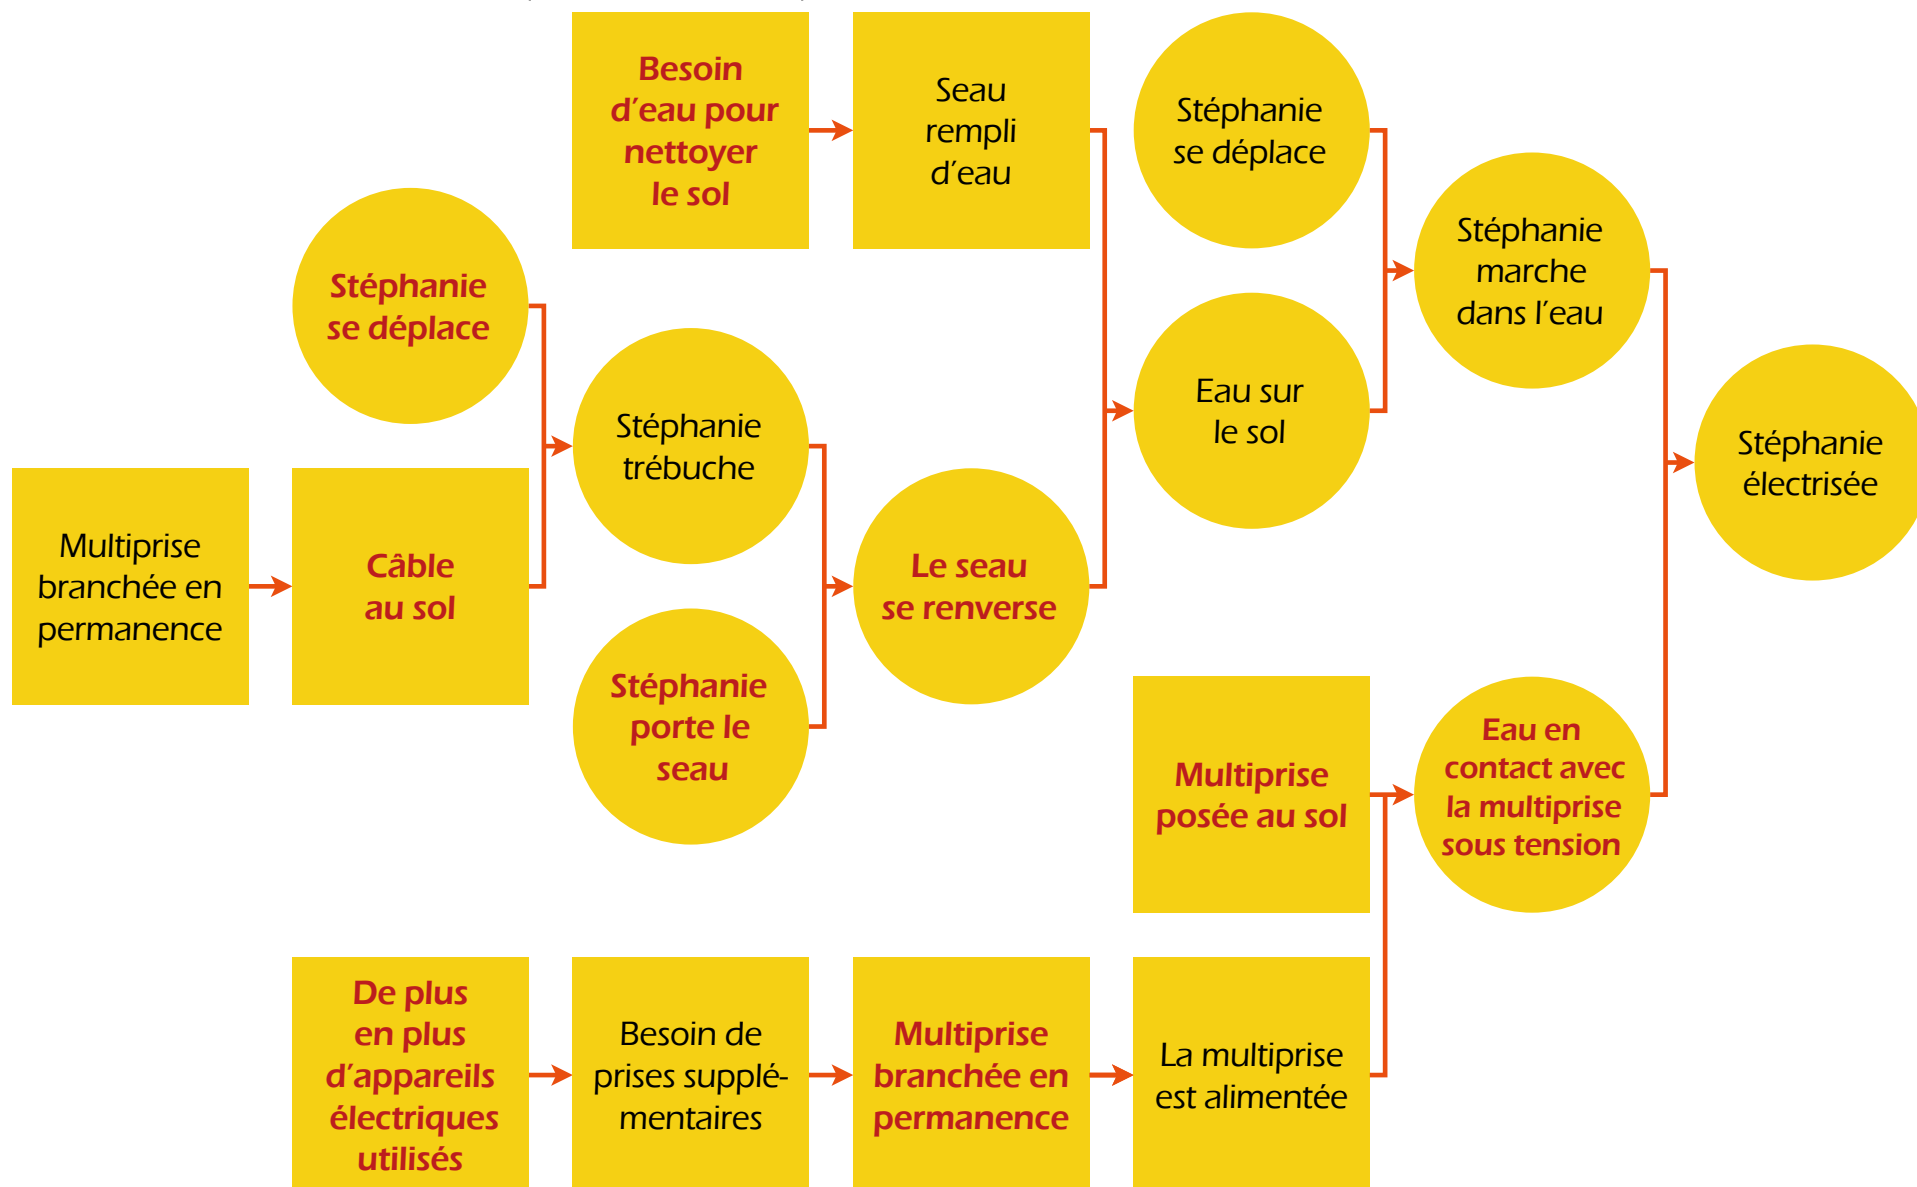 Besoin
d'eau pour
nettoyer
le sol
Seau
rempli
d'eau
Stéphanie
se déplace
Stéphanie
marche
dans l'eau
Stéphanie
se déplace
Stéphanie
trébuche
Eau sur
le sol
Stéphanie
électrisée
Multiprise
branchée en
permanence
Câble
au sol
Le seau
se renverse
Stéphanie
porte le
seau
Multiprise
posée au sol
Eau en
contact avec
la multiprise
sous tension
De plus
en plus
d'appareils
électriques
utilisés
Besoin de
prises supplé-
mentaires
Multiprise
branchée en
permanence
La multiprise
est alimentée